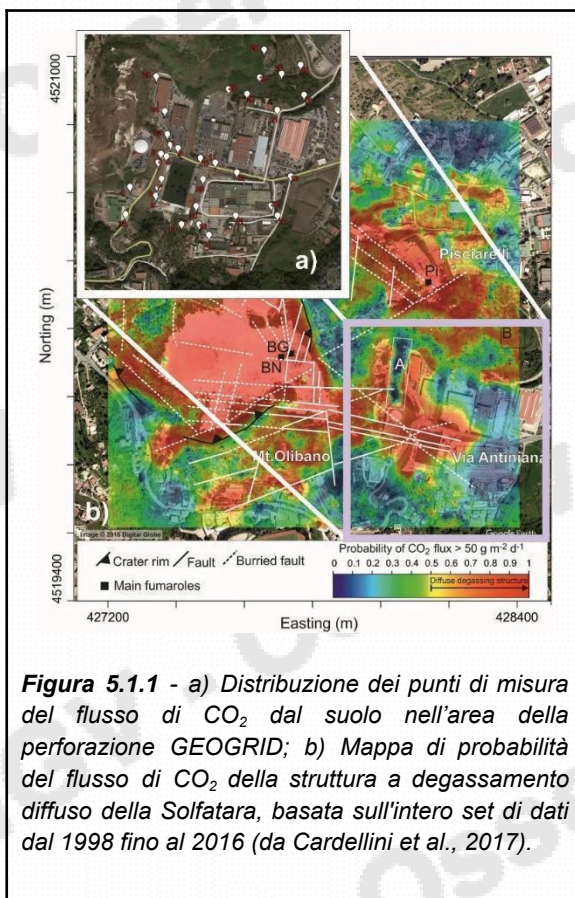 4521000
Norting (m)
4519400
a)
Pisciarelli
Pi
BG
BN
A
B
Mt.Olibano
Via Antiniana
b)
Image © 2016 Digital Globe
Google Earth
Crater rim
Fault
Burried fault
Main fumaroles
Probability of CO₂ flux > 50 g m⁻² d⁻¹
Diffuse degassing structure
0 0.1 0.2 0.3 0.4 0.5 0.6 0.7 0.8 0.9 1
427200
428400
Easting (m)
Figura 5.1.1 - a) Distribuzione dei punti di misura
del flusso di CO₂ dal suolo nell'area della
perforazione GEOGRID; b) Mappa di probabilità
del flusso di CO₂ della struttura a degassamento
diffuso della Solfatara, basata sull'intero set di dati
dal 1998 fino al 2016 (da Cardellini et al., 2017).